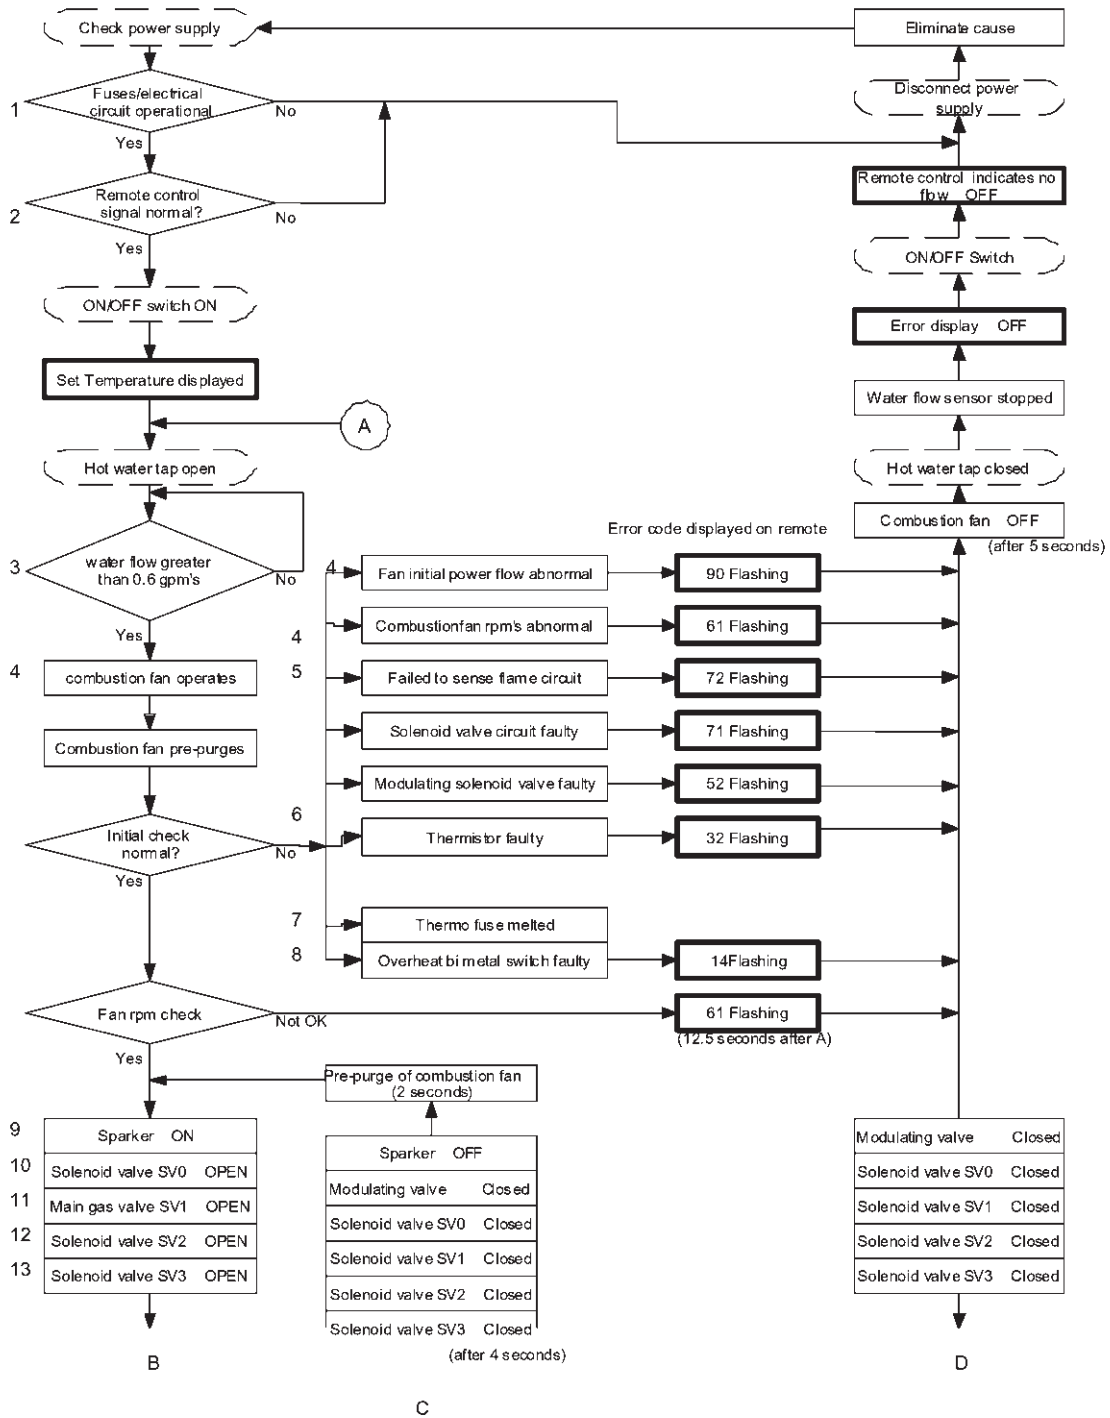 Check power supply
Eliminate cause
1
Fuses/electrical
circuit operational
No
Yes
Disconnect power
supply
2
Remote control
signal normal?
No
Yes
Remote control indicates no
flow OFF
ON/OFF Switch
ON/OFF switch ON
Error display OFF
Set Temperature displayed
Water flow sensor stopped
A
Hot water tap open
Hot water tap closed
Combustion fan OFF
(after 5 seconds)
Error code displayed on remote
3
water flow greater
than 0.6 gpm's
No
Yes
4
Fan initial power flow abnormal
90 Flashing
4
Combustionfan rpm's abnormal
61 Flashing
4
combustion fan operates
5
Failed to sense flame circuit
72 Flashing
Combustion fan pre-purges
Solenoid valve circuit faulty
71 Flashing
Modulating solenoid valve faulty
52 Flashing
6
Initial check
normal?
No
Yes
Thermistor faulty
32 Flashing
7
Thermo fuse melted
8
Overheat bi metal switch faulty
14Flashing
Fan rpm check
Not OK
Yes
61 Flashing
(12.5 seconds after A)
Pre-purge of combustion fan
(2 seconds)
9
Sparker ON
10
Solenoid valve SV0 OPEN
11
Main gas valve SV1 OPEN
12
Solenoid valve SV2 OPEN
13
Solenoid valve SV3 OPEN
B
Sparker OFF
Modulating valve Closed
Solenoid valve SV0 Closed
Solenoid valve SV1 Closed
Solenoid valve SV2 Closed
Solenoid valve SV3 Closed
(after 4 seconds)
C
Modulating valve Closed
Solenoid valve SV0 Closed
Solenoid valve SV1 Closed
Solenoid valve SV2 Closed
Solenoid valve SV3 Closed
D